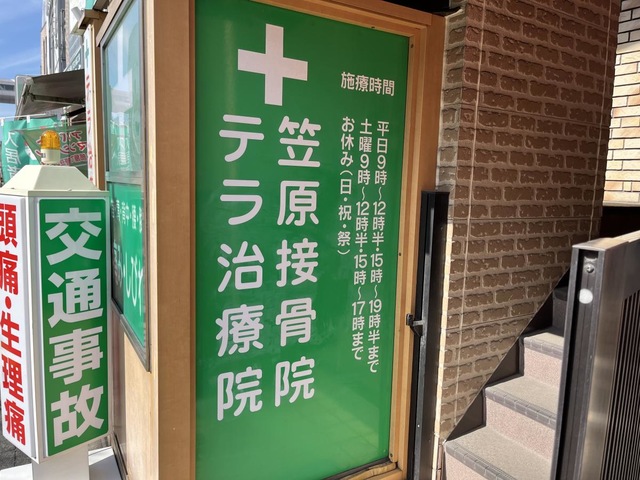 施療時間
平日9時〜12時半・15時〜19時半まで
土曜9時〜12時半・15時〜17時まで
お休み(日・祝・祭)
笠原接骨院
テラ治療院
交通事故
頭痛・生理痛